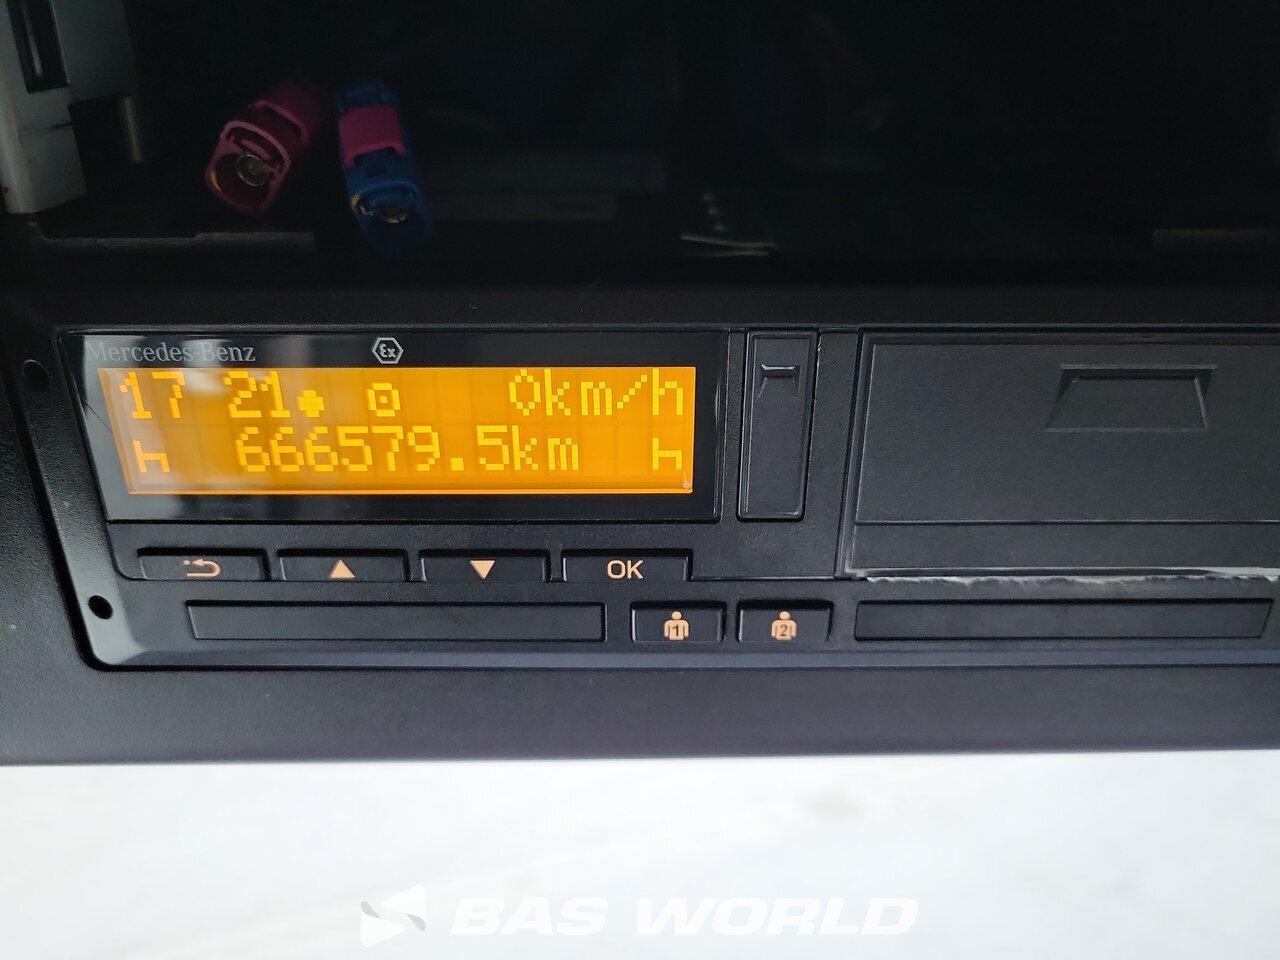 Mercedes-Benz
Ex
17 21 0km/h
h 666579.5km h
OK
1 2
BAS WORLD